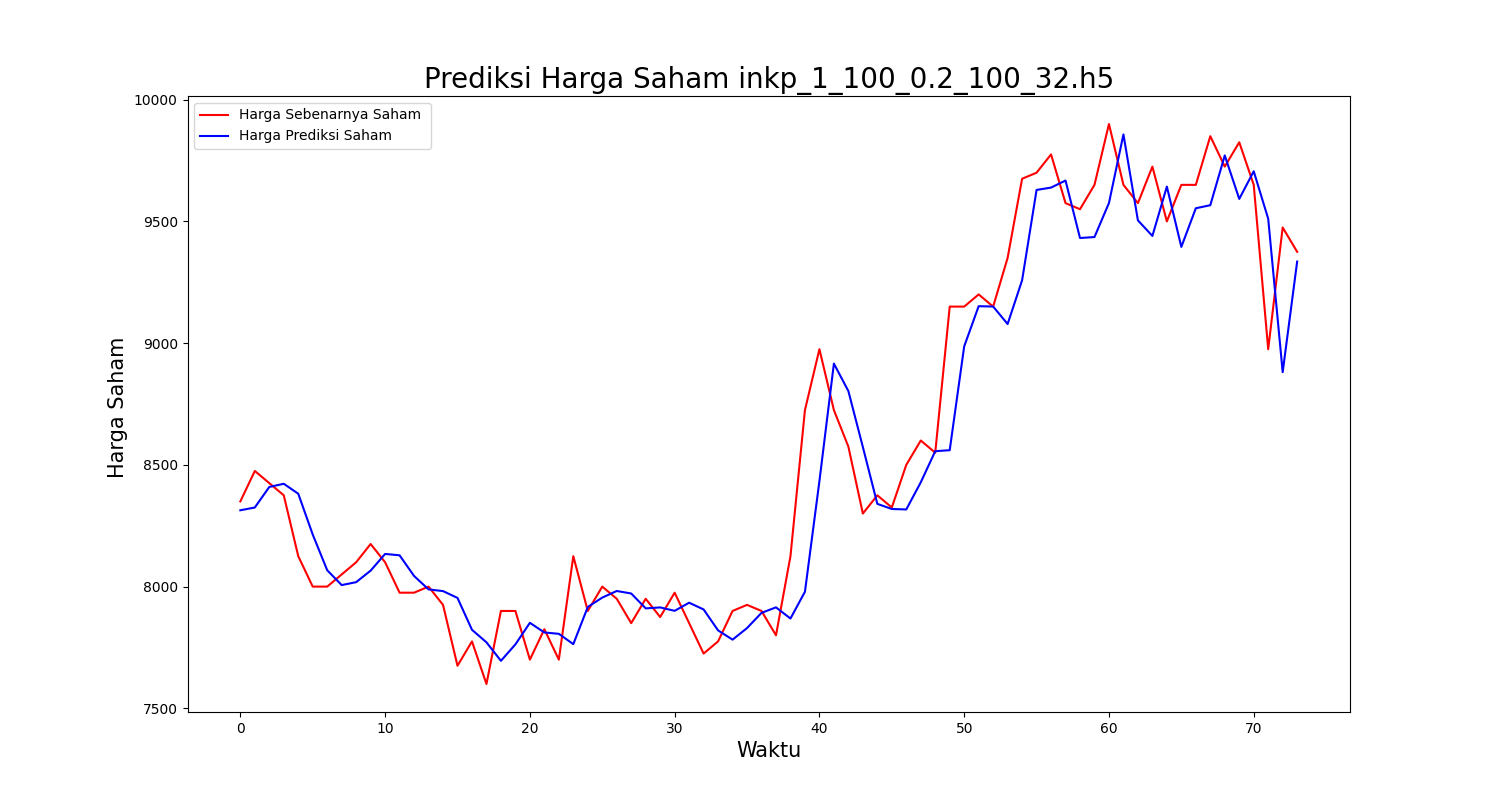 Prediksi Harga Saham inkp_1_100_0.2_100_32.h5
Harga Sebenarnya Saham
Harga Prediksi Saham
10000
9500
9000
8500
8000
7500
Harga Saham
0 10 20 30 40 50 60 70
Waktu